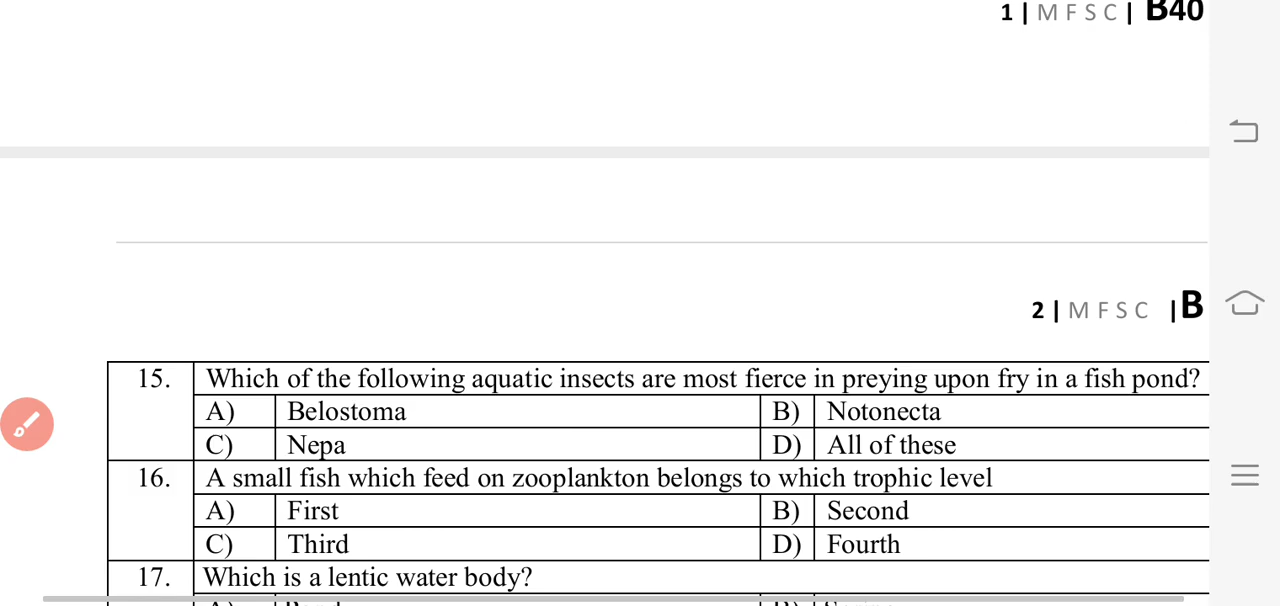 1 | M F S C | B40
2 | M F S C | B
15. Which of the following aquatic insects are most fierce in preying upon fry in a fish pond?
A) Belostoma B) Notonecta
C) Nepa D) All of these
16. A small fish which feed on zooplankton belongs to which trophic level
A) First B) Second
C) Third D) Fourth
17. Which is a lentic water body?